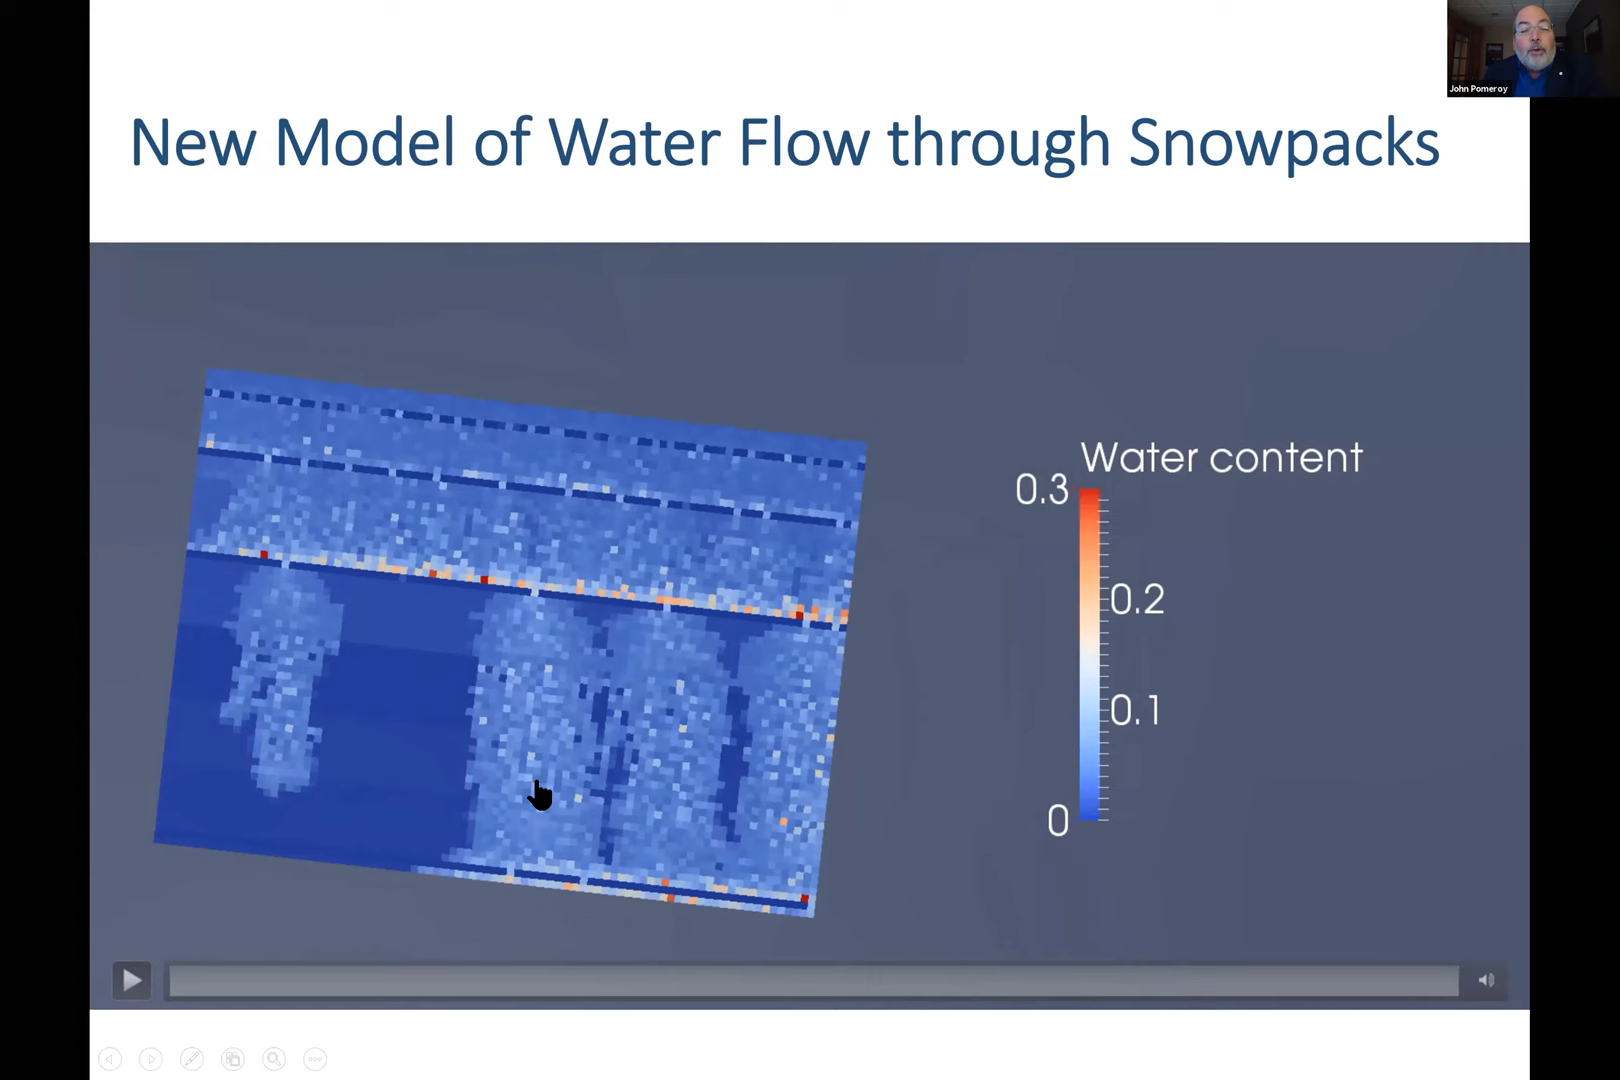 John Pomeroy
New Model of Water Flow through Snowpacks
Water content
0.3
0.2
0.1
0